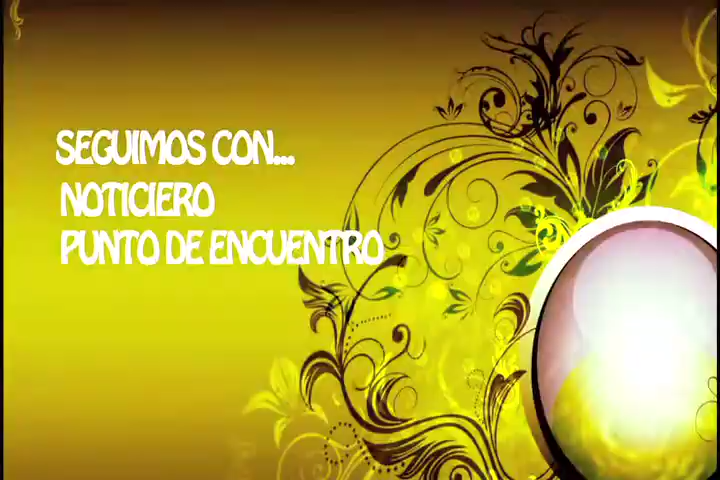 SEGUIMOS CON...
NOTICIERO
PUNTO DE ENCUENTRO